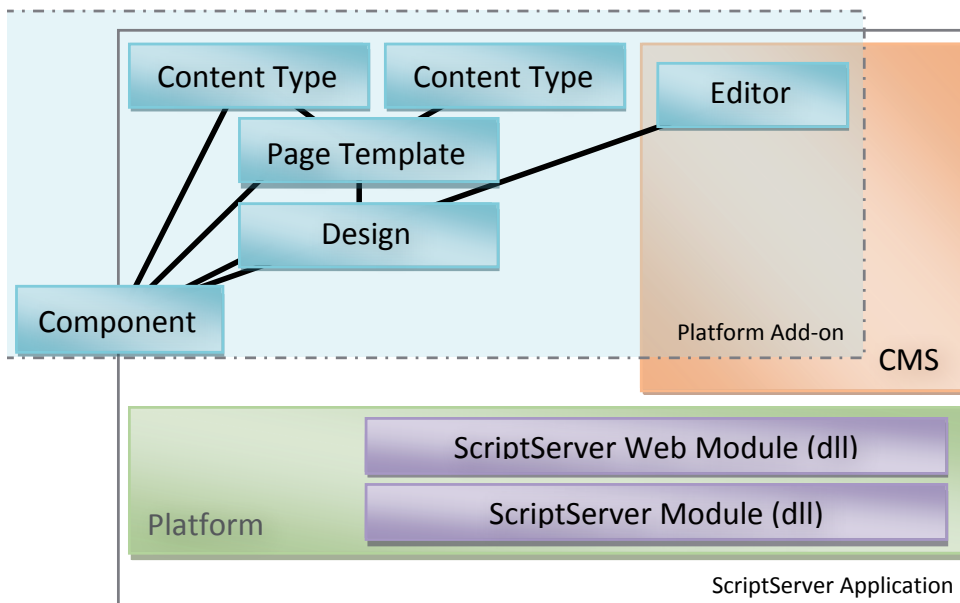 Content Type
Content Type
Editor
Page Template
Design
Component
Platform Add-on
CMS
ScriptServer Web Module (dll)
ScriptServer Module (dll)
Platform
ScriptServer Application